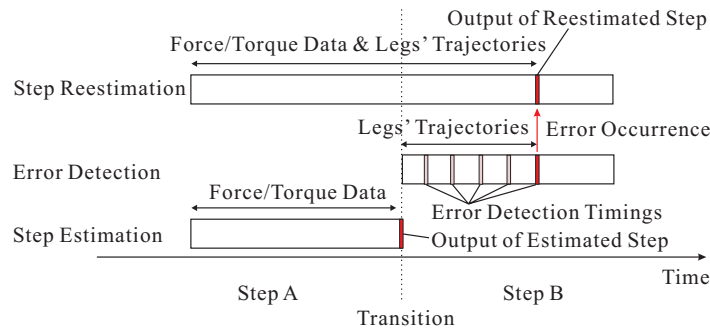 Output of Reestimated Step
Force/Torque Data & Legs' Trajectories
Step Reestimation
Legs' Trajectories
Error Occurrence
Error Detection
Force/Torque Data
Error Detection Timings
Step Estimation
Output of Estimated Step
Time
Step A
Step B
Transition